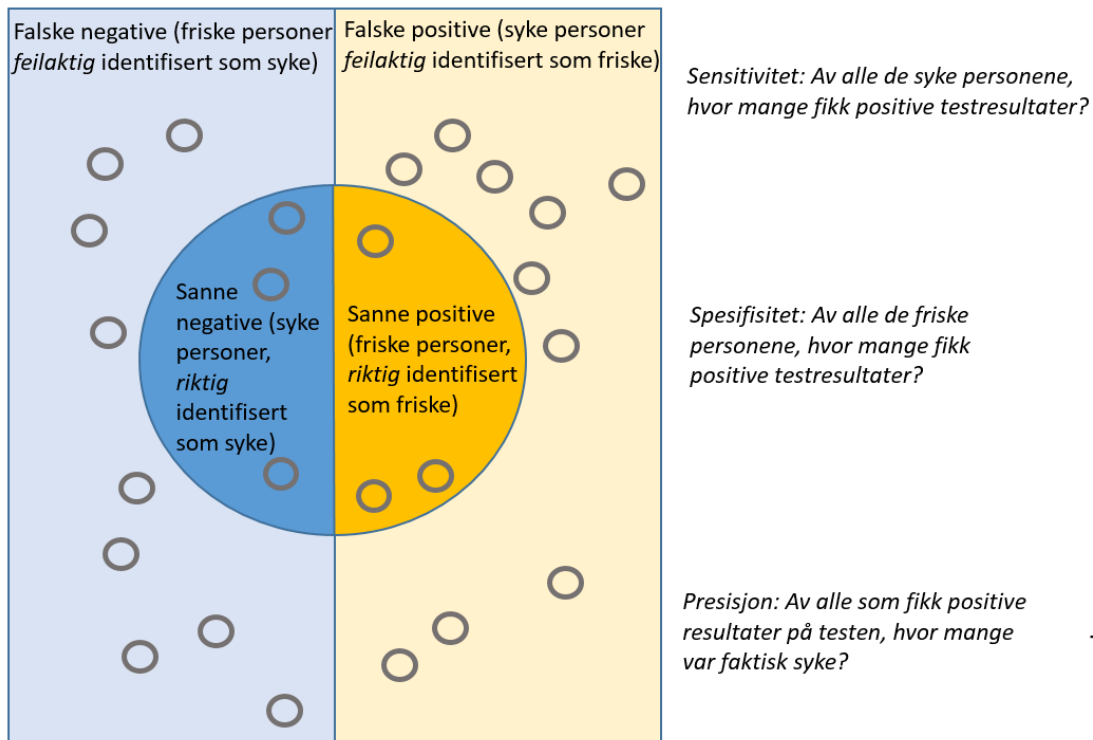 Falske negative (friske personer
feilaktig identifisert som syke)
Falske positive (syke personer
feilaktig identifisert som friske)
Sensitivitet: Av alle de syke personene,
hvor mange fikk positive testresultater?
Sanne
negative (syke
personer,
riktig
identifisert
som syke)
Sanne positive
(friske personer,
riktig identifisert
som friske)
Spesifisitet: Av alle de friske
personene, hvor mange fikk
positive testresultater?
Presisjon: Av alle som fikk positive
resultater på testen, hvor mange
var faktisk syke?